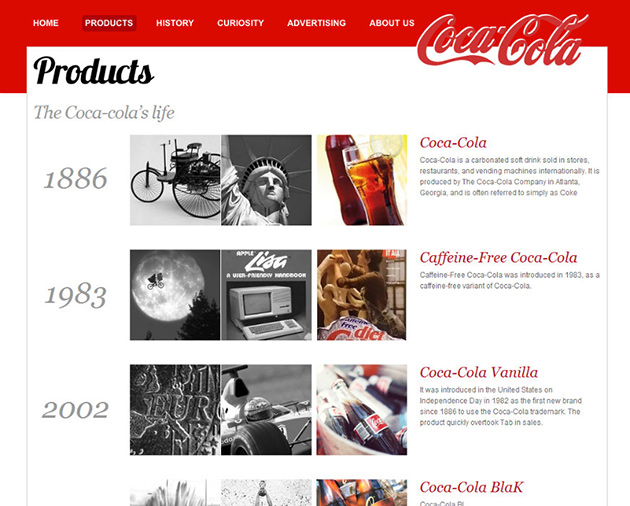 HOME PRODUCTS HISTORY CURIOSITY ADVERTISING ABOUT US
Coca-Cola
Products
The Coca-cola's life
1886
Coca-Cola
Coca-Cola is a carbonated soft drink sold in stores,
restaurants, and vending machines internationally. It is
produced by The Coca-Cola Company in Atlanta,
Georgia, and is often referred to simply as Coke
1983
APPLE
Lisa
A USER-FRIENDLY HANDBOOK
free diet
Caffeine-Free Coca-Cola
Caffeine-Free Coca-Cola was introduced in 1983, as a
caffeine-free variant of Coca-Cola.
2002
Coca-Cola
Coca-Cola Vanilla
It was introduced in the United States on
Independence Day in 1982 as the first new brand
since 1886 to use the Coca-Cola trademark. The
product quickly overtook Tab in sales.
Coca-Cola BlaK